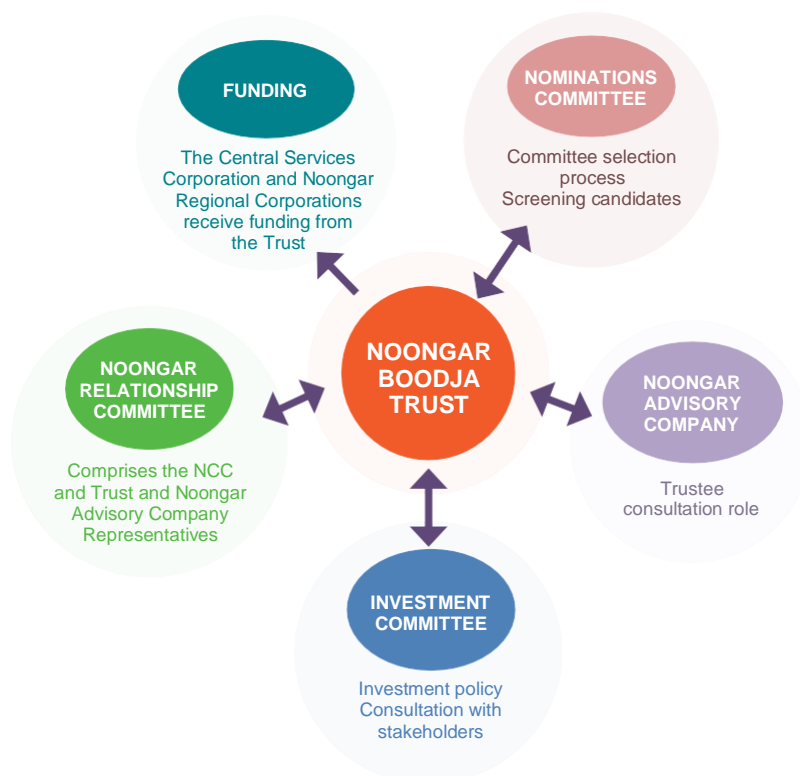 FUNDING
The Central Services
Corporation and Noongar
Regional Corporations
receive funding from
the Trust
NOMINATIONS
COMMITTEE
Committee selection
process
Screening candidates
NOONGAR
BOODJA
TRUST
NOONGAR
RELATIONSHIP
COMMITTEE
Comprises the NCC
and Trust and Noongar
Advisory Company
Representatives
NOONGAR
ADVISORY
COMPANY
Trustee
consultation role
INVESTMENT
COMMITTEE
Investment policy
Consultation with
stakeholders